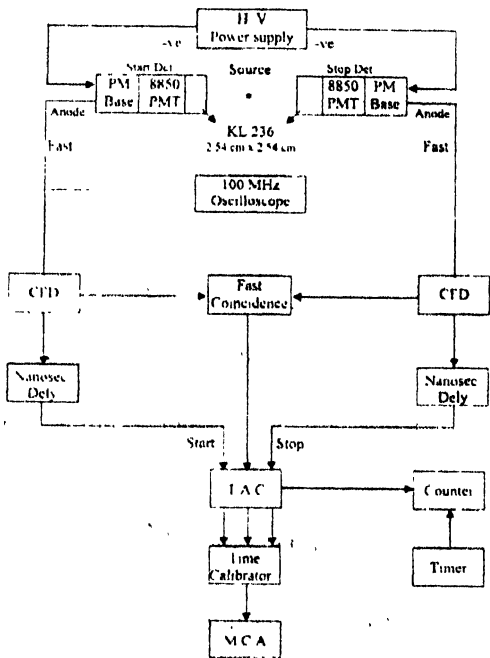 H V
Power supply
-ve
-ve
Start Det
Source
Stop Det
PM
Base
8850
PMT
8850
PMT
PM
Base
Anode
Anode
KL 236
2.54 cm x 2.54 cm
Fast
Fast
100 MHz
Oscilloscope
CFD
Fast
Coincidence
CFD
Nanosec
Dely
Nanosec
Dely
Start
Stop
T A C
Counter
Time
Calibrator
Timer
M C A